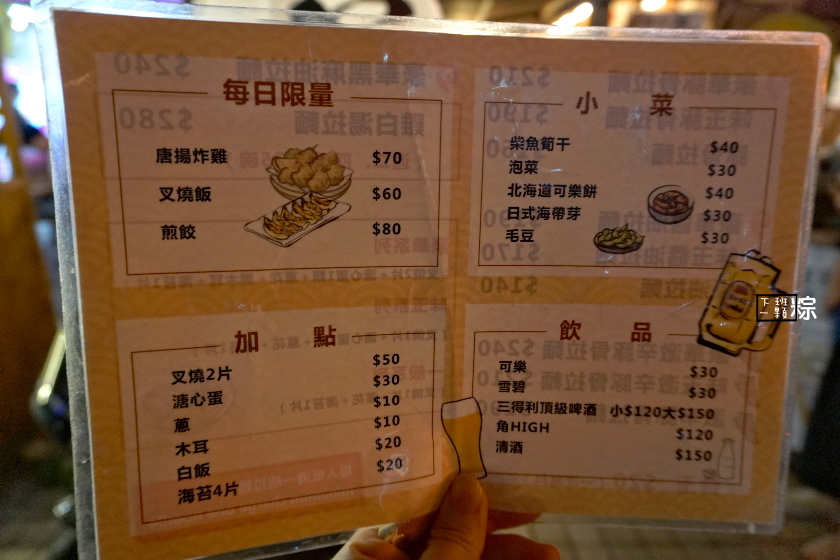 每日限量
唐揚炸雞 $70
叉燒飯 $60
煎餃 $80
小菜
柴魚筍干 $40
泡菜 $30
北海道可樂餅 $40
日式海帶芽 $30
毛豆 $30
加點
叉燒2片 $50
溏心蛋 $30
蔥 $10
木耳 $10
白飯 $20
海苔4片 $20
飲品
可樂 $30
雪碧 $30
三得利頂級啤酒 小$120大$150
角HIGH $120
清酒 $150
下一顆粽